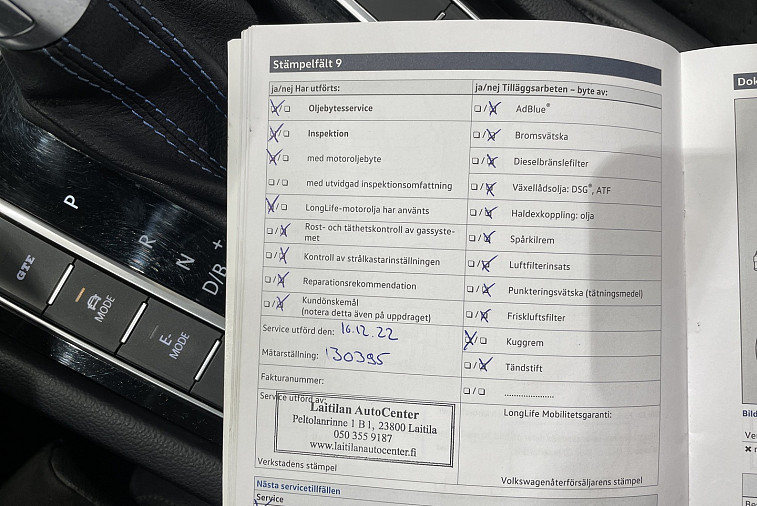 Stämpelfält 9
ja/nej Har utförts:
Oljebytesservice
Inspektion
med motoroljebyte
med utvidgad inspektionsomfattning
LongLife-motorolja har använts
Rost- och täthetskontroll av gassyste-
met
Kontroll av strålkastarinställningen
Reparationsrekommendation
Kundönskemål
(notera detta även på uppdraget)
Service utförd den: 16.12.22
Mätarställning: 130395
Fakturanummer:
Service utförd av:
Laitilan AutoCenter
Peltolanrinne 1 B 1, 23800 Laitila
050 355 9187
www.laitilanautocenter.fi
Verkstadens stämpel
Nästa servicetillfällen
Service
ja/nej Tilläggsarbeten – byte av:
AdBlue®
Bromsvätska
Dieselbränslefilter
Växellådsolja: DSG®, ATF
Haldexkoppling: olja
Spårkilrem
Luftfilterinsats
Punkteringsvätska (tätningsmedel)
Friskluftsfilter
Kuggrem
Tändstift
....................
LongLife Mobilitetsgaranti:
Volkswagenåterförsäljarens stämpel
P
R
N
D/B +
GTE
MODE
E-
MODE